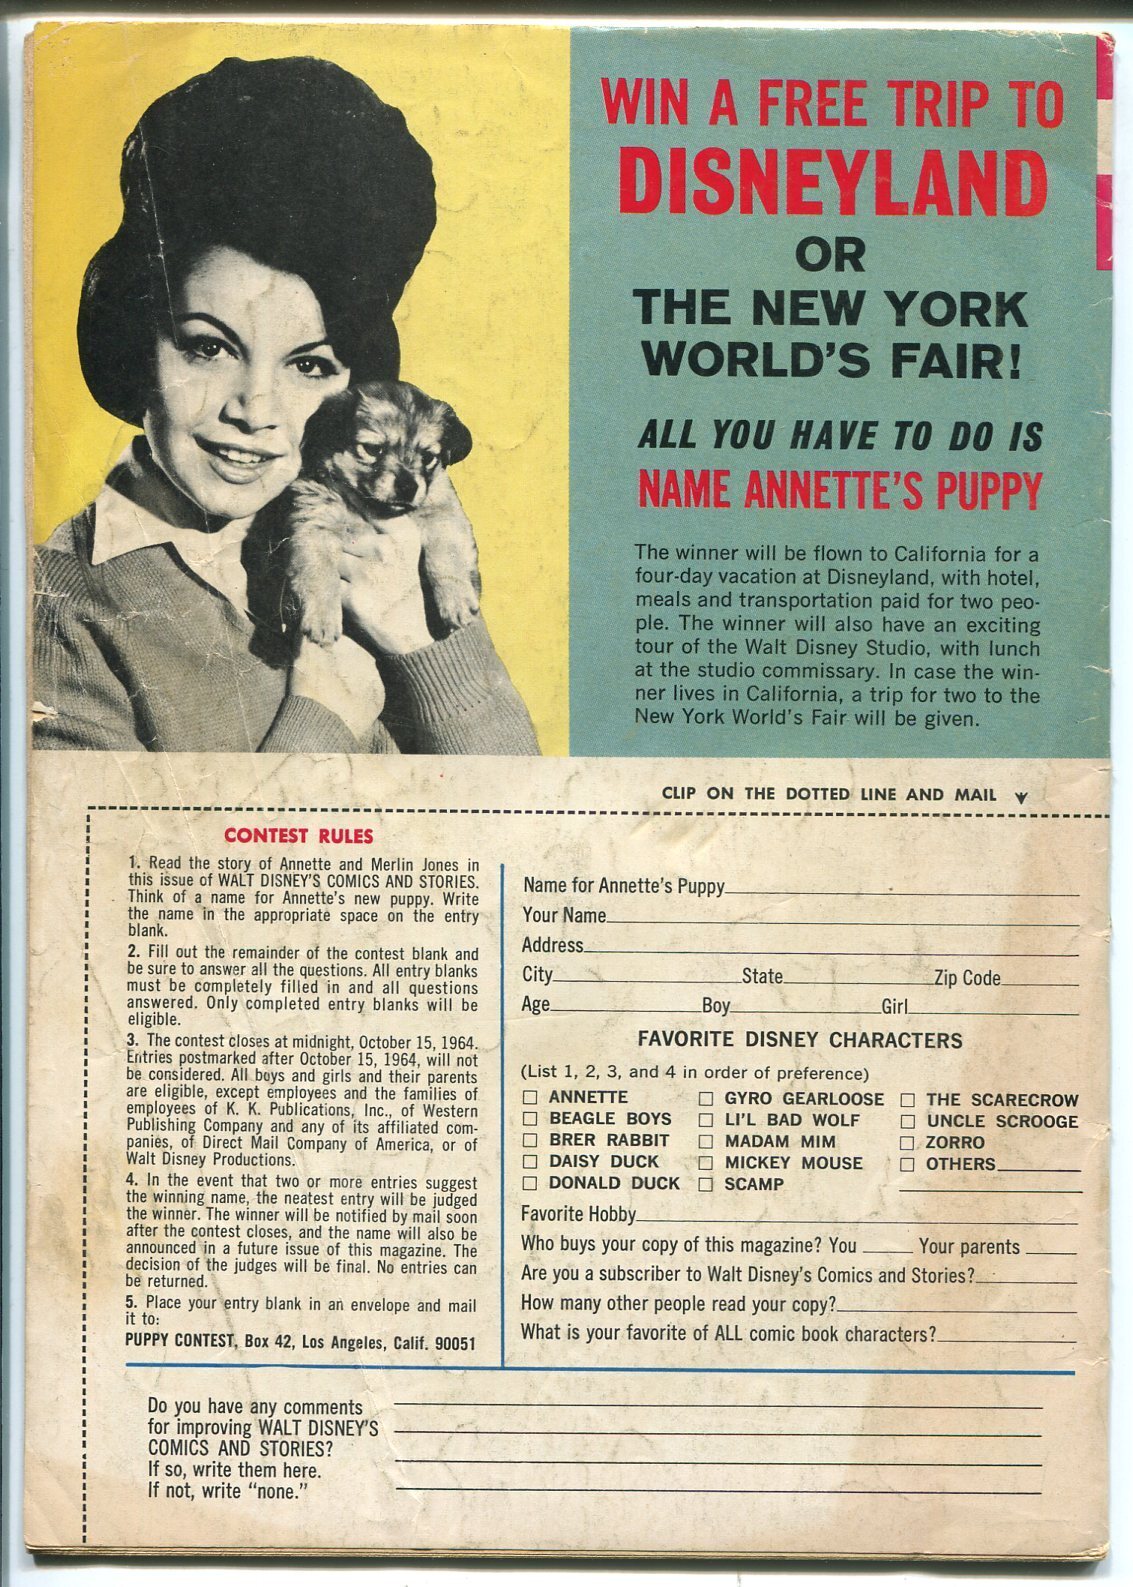 WIN A FREE TRIP TO
DISNEYLAND
OR
THE NEW YORK
WORLD'S FAIR!
ALL YOU HAVE TO DO IS
NAME ANNETTE'S PUPPY
The winner will be flown to California for a
four-day vacation at Disneyland, with hotel,
meals and transportation paid for two peo-
ple. The winner will also have an exciting
tour of the Walt Disney Studio, with lunch
at the studio commissary. In case the win-
ner lives in California, a trip for two to the
New York World's Fair will be given.
CLIP ON THE DOTTED LINE AND MAIL
CONTEST RULES
1. Read the story of Annette and Merlin Jones in
this issue of WALT DISNEY'S COMICS AND STORIES.
Think of a name for Annette's new puppy. Write
the name in the appropriate space on the entry
blank.
2. Fill out the remainder of the contest blank and
be sure to answer all the questions. All entry blanks
must be completely filled in and all questions
answered. Only completed entry blanks will be
eligible.
3. The contest closes at midnight, October 15, 1964.
Entries postmarked after October 15, 1964, will not
be considered. All boys and girls and their parents
are eligible, except employees and the families of
employees of K. K. Publications, Inc., of Western
Publishing Company and any of its affiliated com-
panies, of Direct Mail Company of America, or of
Walt Disney Productions.
4. In the event that two or more entries suggest
the winning name, the neatest entry will be judged
the winner. The winner will be notified by mail soon
after the contest closes, and the name will also be
announced in a future issue of this magazine. The
decision of the judges will be final. No entries can
be returned.
5. Place your entry blank in an envelope and mail
it to:
PUPPY CONTEST, Box 42, Los Angeles, Calif. 90051
Name for Annette's Puppy
Your Name
Address
City State Zip Code
Age Boy Girl
FAVORITE DISNEY CHARACTERS
(List 1, 2, 3, and 4 in order of preference)
ANNETTE GYRO GEARLOOSE THE SCARECROW
BEAGLE BOYS LI'L BAD WOLF UNCLE SCROOGE
BRER RABBIT MADAM MIM ZORRO
DAISY DUCK MICKEY MOUSE OTHERS
DONALD DUCK SCAMP
Favorite Hobby
Who buys your copy of this magazine? You Your parents
Are you a subscriber to Walt Disney's Comics and Stories?
How many other people read your copy?
What is your favorite of ALL comic book characters?
Do you have any comments
for improving WALT DISNEY'S
COMICS AND STORIES?
If so, write them here.
If not, write "none."